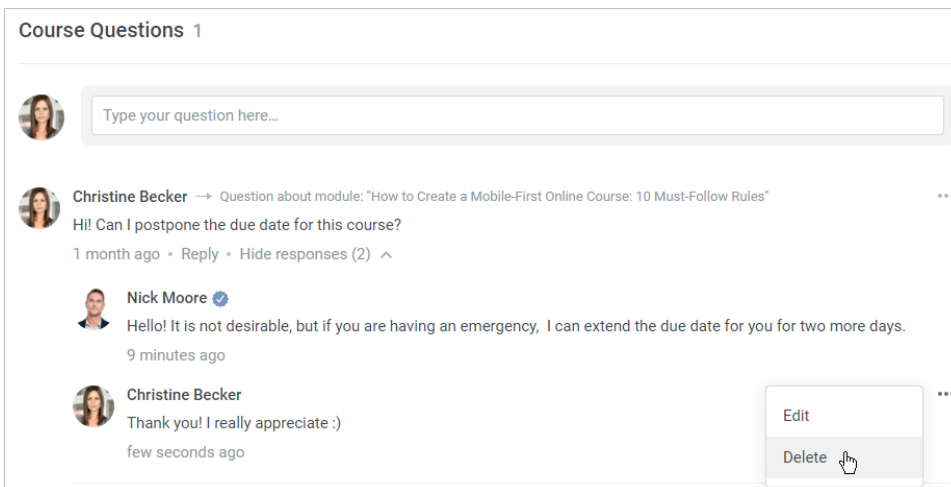 Course Questions 1
Type your question here...
Christine Becker → Question about module: "How to Create a Mobile-First Online Course: 10 Must-Follow Rules"
Hi! Can I postpone the due date for this course?
1 month ago • Reply • Hide responses (2)
Nick Moore
Hello! It is not desirable, but if you are having an emergency, I can extend the due date for you for two more days.
9 minutes ago
Christine Becker
Thank you! I really appreciate :)
few seconds ago
Edit
Delete